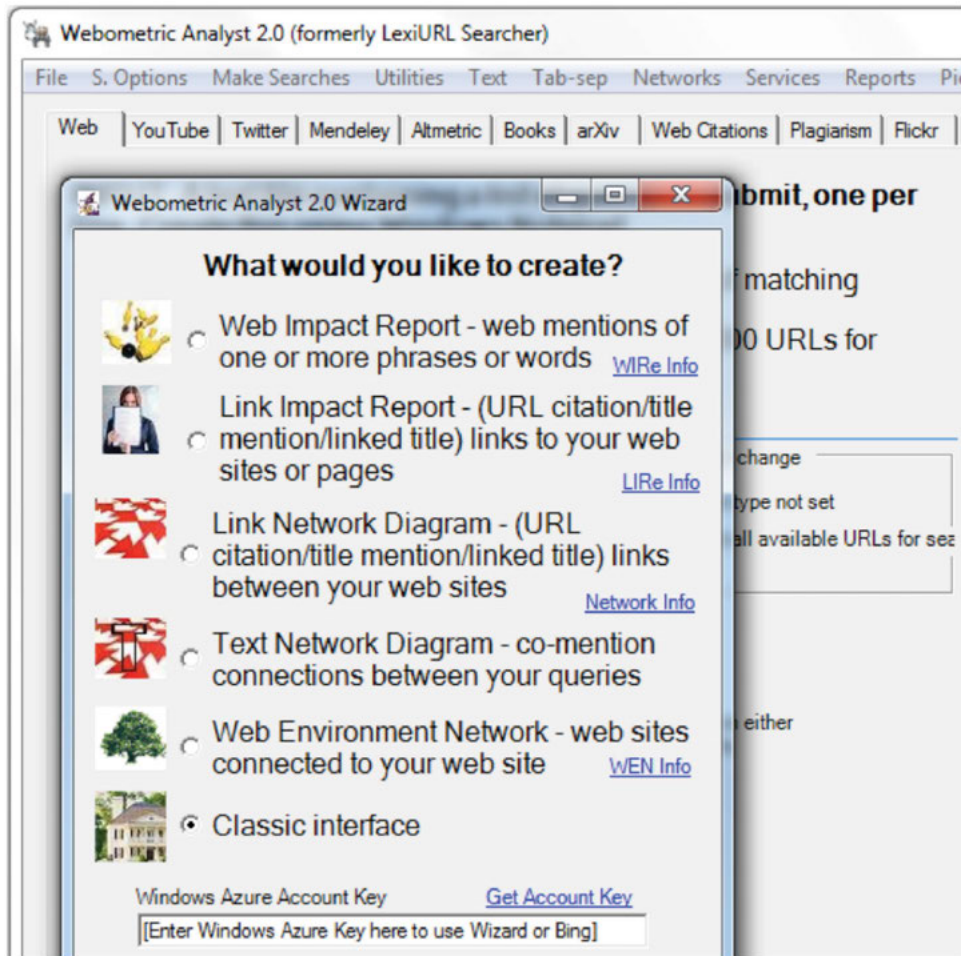 Webometric Analyst 2.0 (formerly LexiURL Searcher)
File S. Options Make Searches Utilities Text Tab-sep Networks Services Reports
Web YouTube Twitter Mendeley Altmetric Books arXiv Web Citations Plagiarism Flickr
submit, one per
Webometric Analyst 2.0 Wizard
What would you like to create?
matching
Web Impact Report - web mentions of
one or more phrases or words WIRe Info
00 URLs for
Link Impact Report - (URL citation/title
mention/linked title) links to your web
sites or pages
LIRe Info
change
type not set
all available URLs for sea
Link Network Diagram - (URL
citation/title mention/linked title) links
between your web sites
Network Info
Text Network Diagram - co-mention
connections between your queries
either
Web Environment Network - web sites
connected to your web site WEN Info
Classic interface
Windows Azure Account Key Get Account Key
[Enter Windows Azure Key here to use Wizard or Bing]